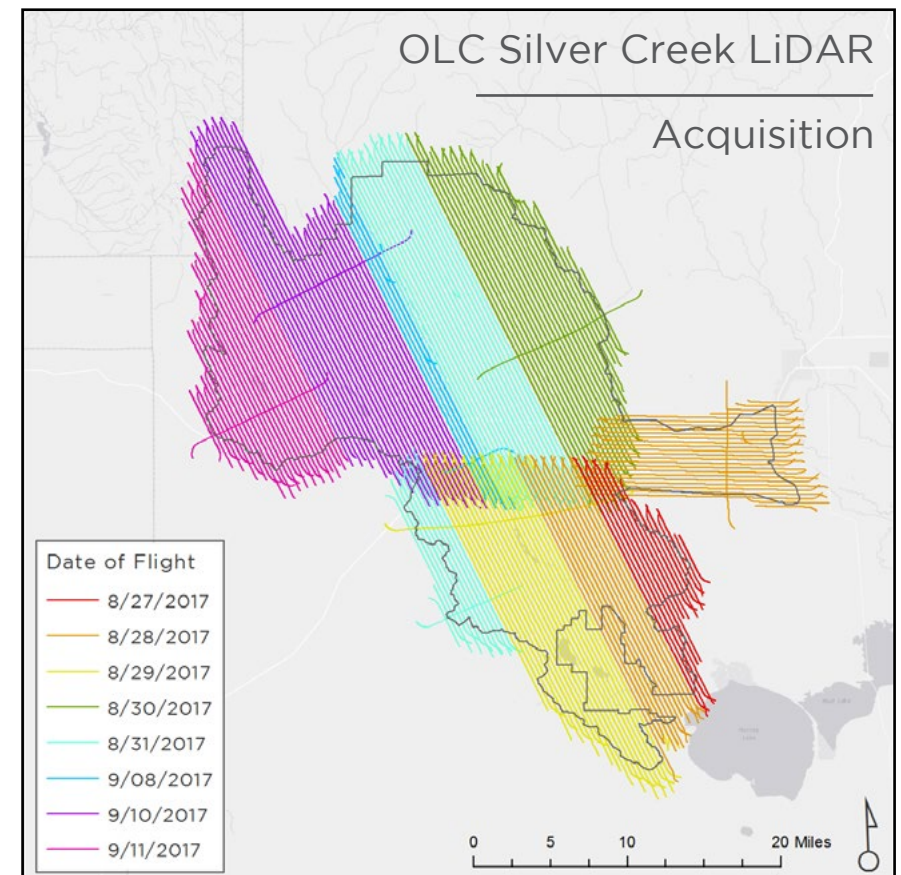 OLC Silver Creek LiDAR
Acquisition
Date of Flight
8/27/2017
8/28/2017
8/29/2017
8/30/2017
8/31/2017
9/08/2017
9/10/2017
9/11/2017
0 5 10 20 Miles